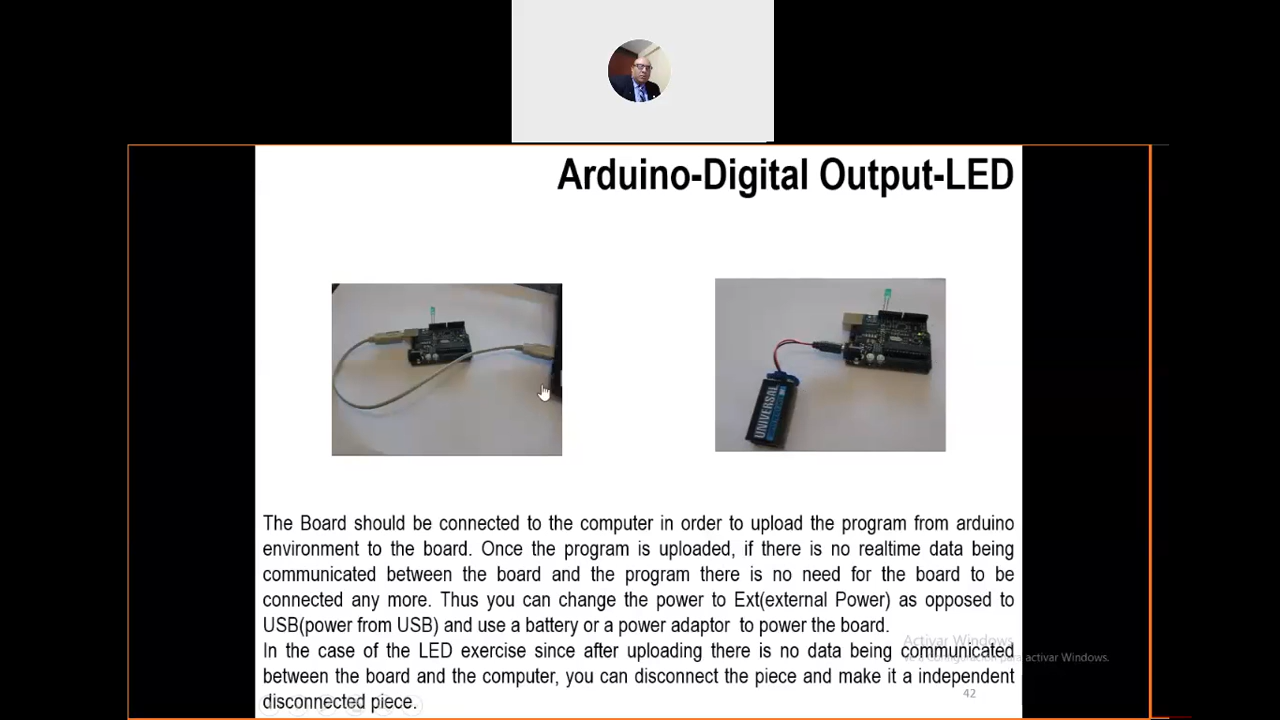 Arduino-Digital Output-LED
UNIVERSAL
The Board should be connected to the computer in order to upload the program from arduino
environment to the board. Once the program is uploaded, if there is no realtime data being
communicated between the board and the program there is no need for the board to be
connected any more. Thus you can change the power to Ext(external Power) as opposed to
USB(power from USB) and use a battery or a power adaptor to power the board.
In the case of the LED exercise since after uploading there is no data being communicated
between the board and the computer, you can disconnect the piece and make it a independent
disconnected piece.
Activar Windows
Ve a Configuración para activar Windows.
42